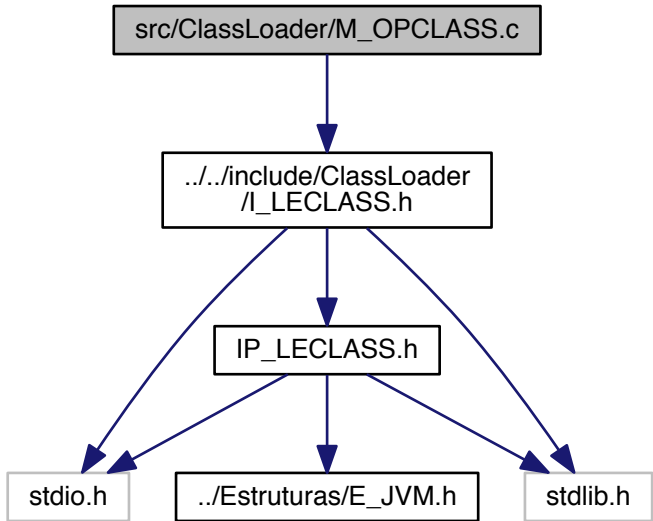 src/ClassLoader/M_OPCLASS.c
../../include/ClassLoader
/I_LECLASS.h
IP_LECLASS.h
stdio.h
../Estruturas/E_JVM.h
stdlib.h